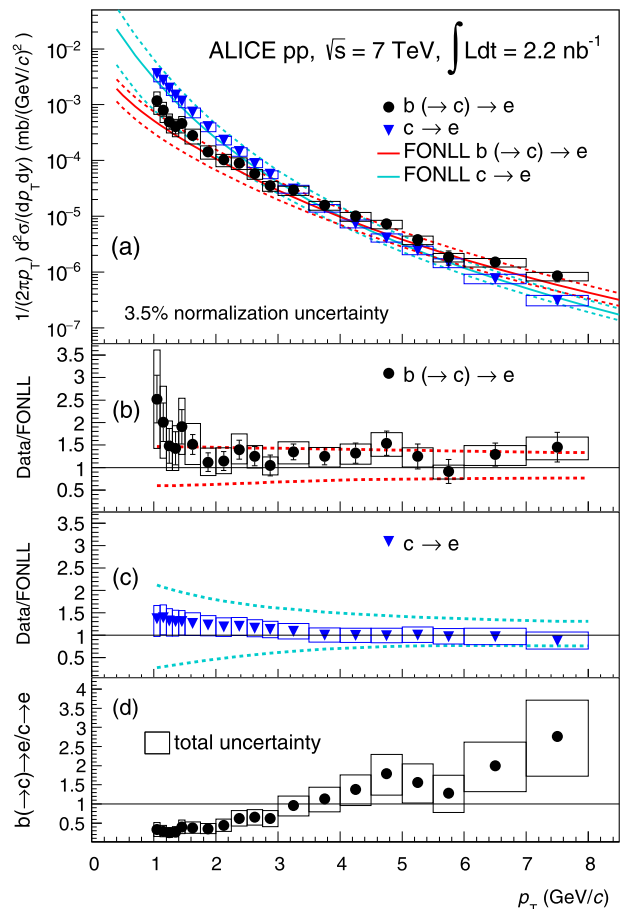 ALICE pp, √s = 7 TeV, ∫Ldt = 2.2 nb⁻¹
b (→ c) → e
c → e
FONLL b (→ c) → e
FONLL c → e
1/(2πp_T) d²σ/(dp_T dy) (mb/(GeV/c)²)
10⁻²
10⁻³
10⁻⁴
10⁻⁵
10⁻⁶
10⁻⁷
(a)
3.5% normalization uncertainty
Data/FONLL
3.5
3
2.5
2
1.5
1
0.5
b (→ c) → e
(b)
Data/FONLL
3.5
3
2.5
2
1.5
1
0.5
c → e
(c)
b(→c)→e/c→e
4
3.5
3
2.5
2
1.5
1
0.5
(d)
total uncertainty
0 1 2 3 4 5 6 7 8
p_T (GeV/c)